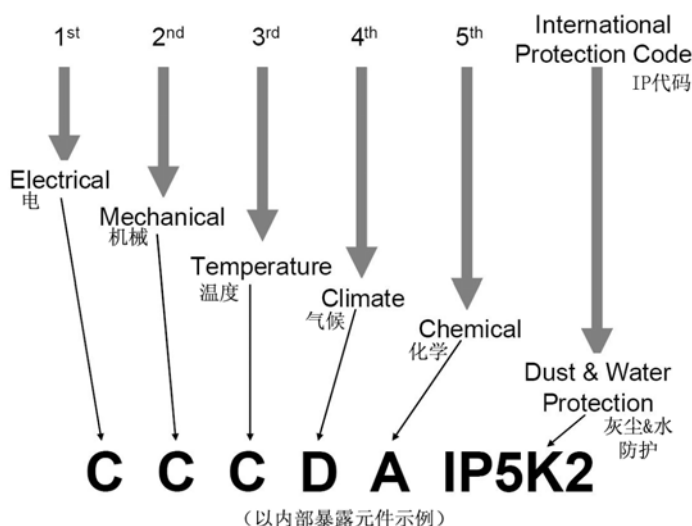 1st 2nd 3rd 4th 5th International
Protection Code
IP代码
Electrical
电
Mechanical
机械
Temperature
温度
Climate
气候
Chemical
化学
Dust & Water
Protection
灰尘&水
防护
C C C D A IP5K2
（以内部暴露元件示例）